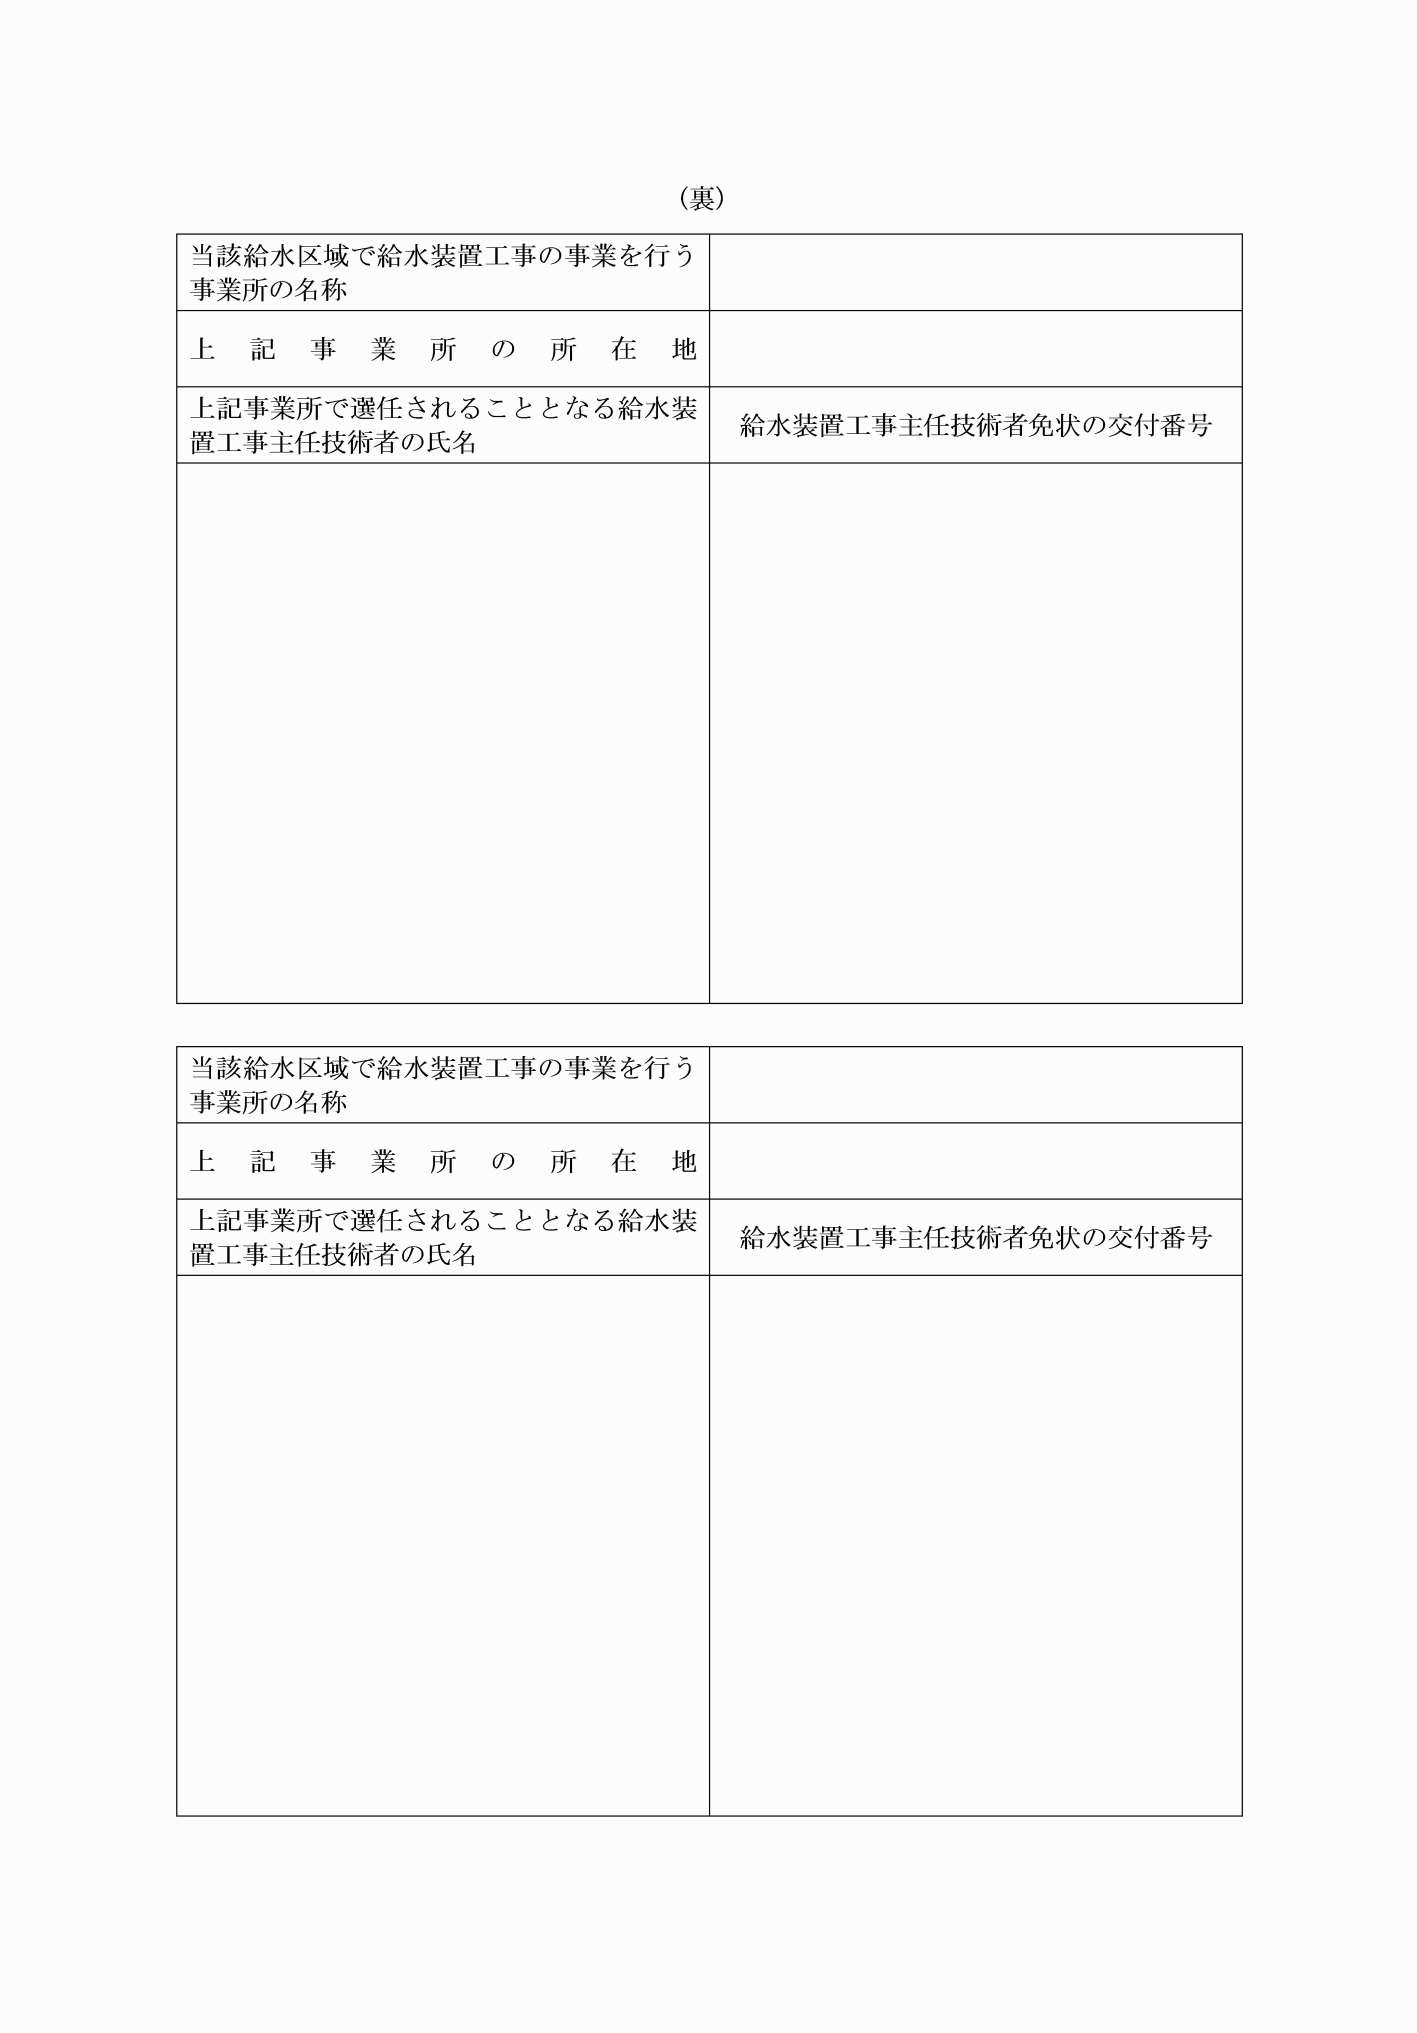 （裏）
当該給水区域で給水装置工事の事業を行う
事業所の名称
上記事業所の所在地
上記事業所で選任されることとなる給水装
置工事主任技術者の氏名
給水装置工事主任技術者免状の交付番号
当該給水区域で給水装置工事の事業を行う
事業所の名称
上記事業所の所在地
上記事業所で選任されることとなる給水装
置工事主任技術者の氏名
給水装置工事主任技術者免状の交付番号